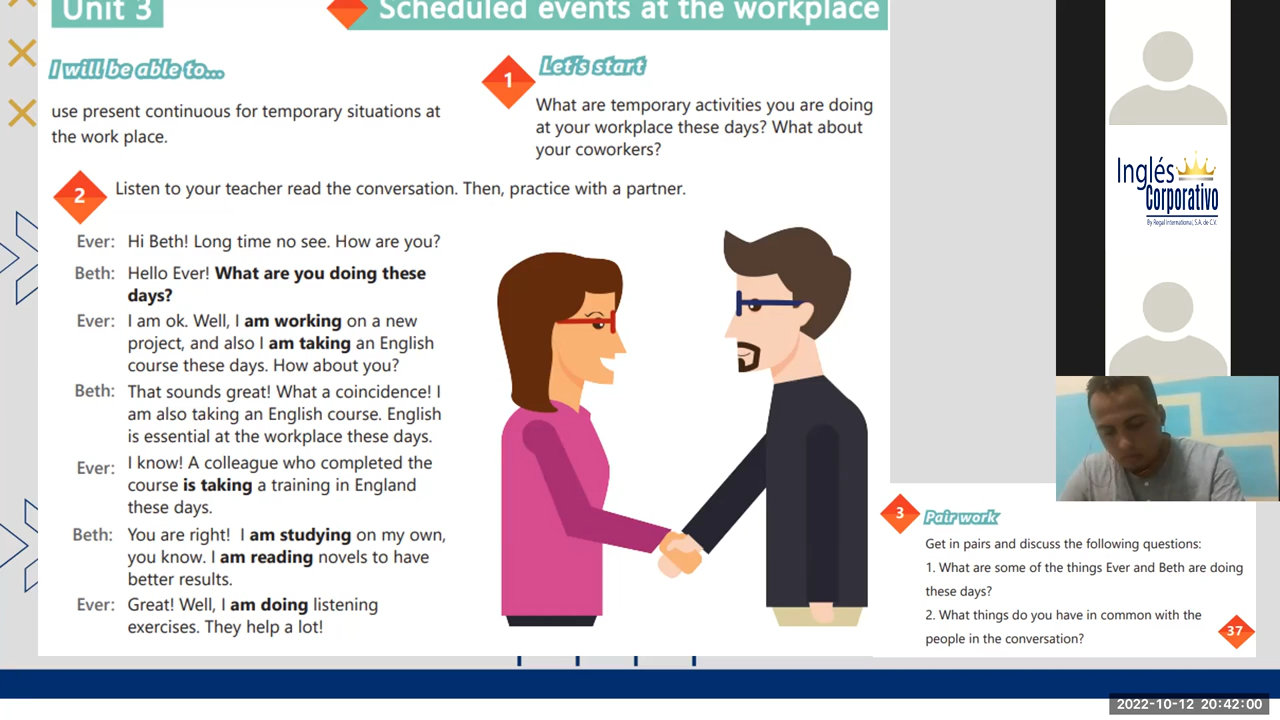 Unit 3
Scheduled events at the workplace
I will be able to...
use present continuous for temporary situations at
the work place.
1
Let's start
What are temporary activities you are doing
at your workplace these days? What about
your coworkers?
2
Listen to your teacher read the conversation. Then, practice with a partner.
Ever: Hi Beth! Long time no see. How are you?
Beth: Hello Ever! What are you doing these
days?
Ever: I am ok. Well, I am working on a new
project, and also I am taking an English
course these days. How about you?
Beth: That sounds great! What a coincidence! I
am also taking an English course. English
is essential at the workplace these days.
Ever: I know! A colleague who completed the
course is taking a training in England
these days.
Beth: You are right! I am studying on my own,
you know. I am reading novels to have
better results.
Ever: Great! Well, I am doing listening
exercises. They help a lot!
3
Pair work
Get in pairs and discuss the following questions:
1. What are some of the things Ever and Beth are doing
these days?
2. What things do you have in common with the
people in the conversation?
37
Inglés
Corporativo
By Regal International, S.A. de C.V.
2022-10-12 20:42:00